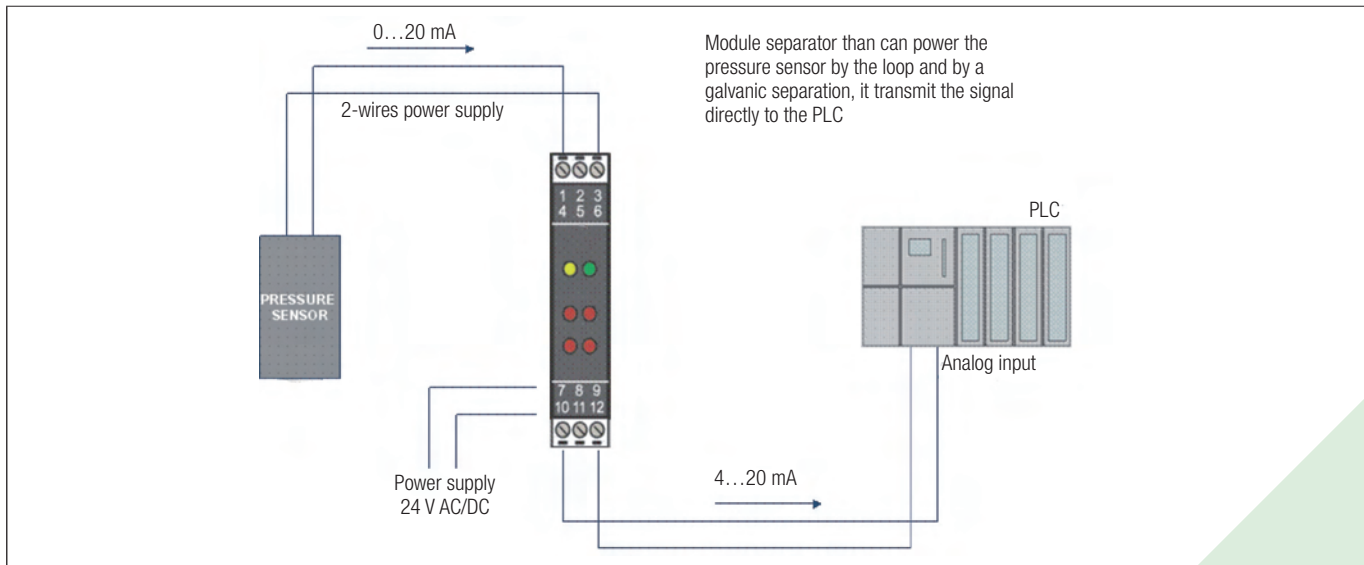 0…20 mA
Module separator than can power the
pressure sensor by the loop and by a
galvanic separation, it transmit the signal
directly to the PLC
2-wires power supply
1 2 3
4 5 6
PLC
PRESSURE
SENSOR
Analog input
7 8 9
10 11 12
Power supply
24 V AC/DC
4…20 mA